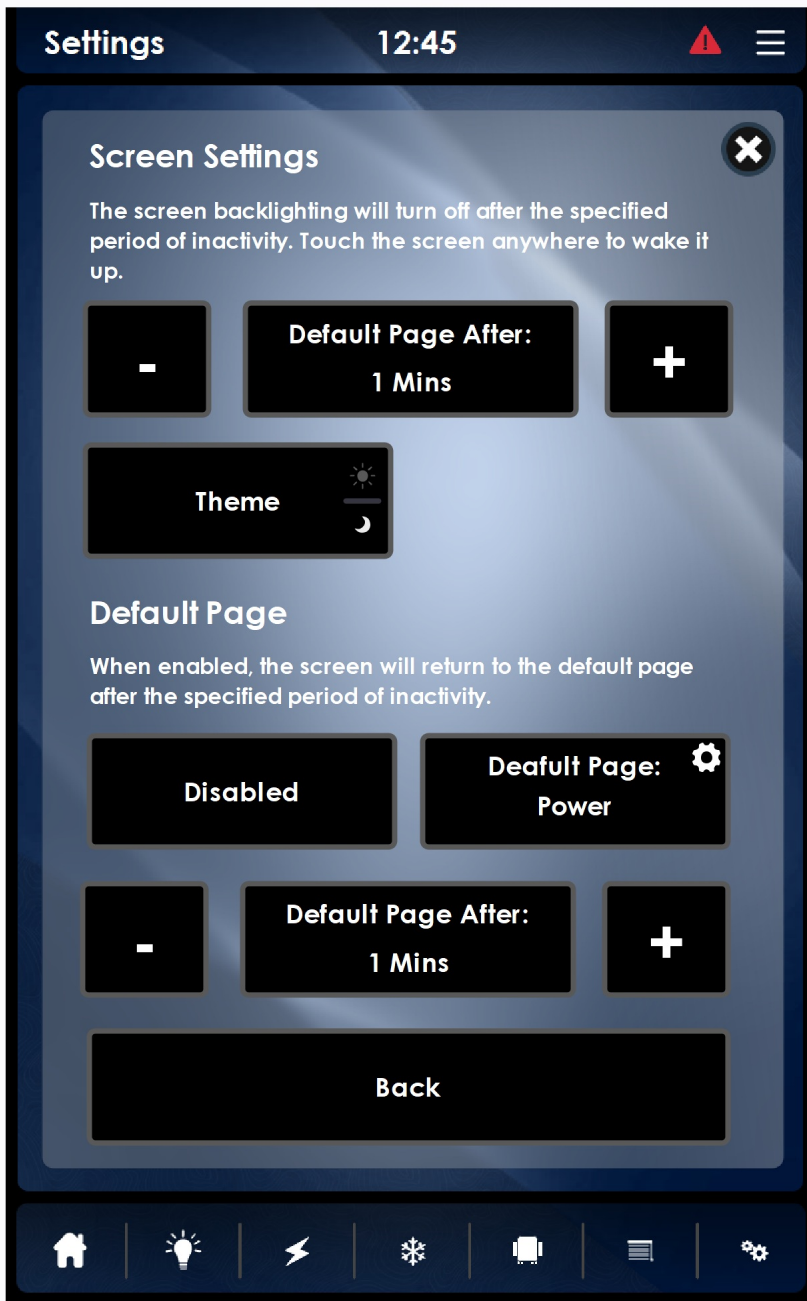 Settings
12:45
Screen Settings
The screen backlighting will turn off after the specified
period of inactivity. Touch the screen anywhere to wake it
up.
-
Default Page After:
1 Mins
+
Theme
Default Page
When enabled, the screen will return to the default page
after the specified period of inactivity.
Disabled
Deafult Page:
Power
-
Default Page After:
1 Mins
+
Back